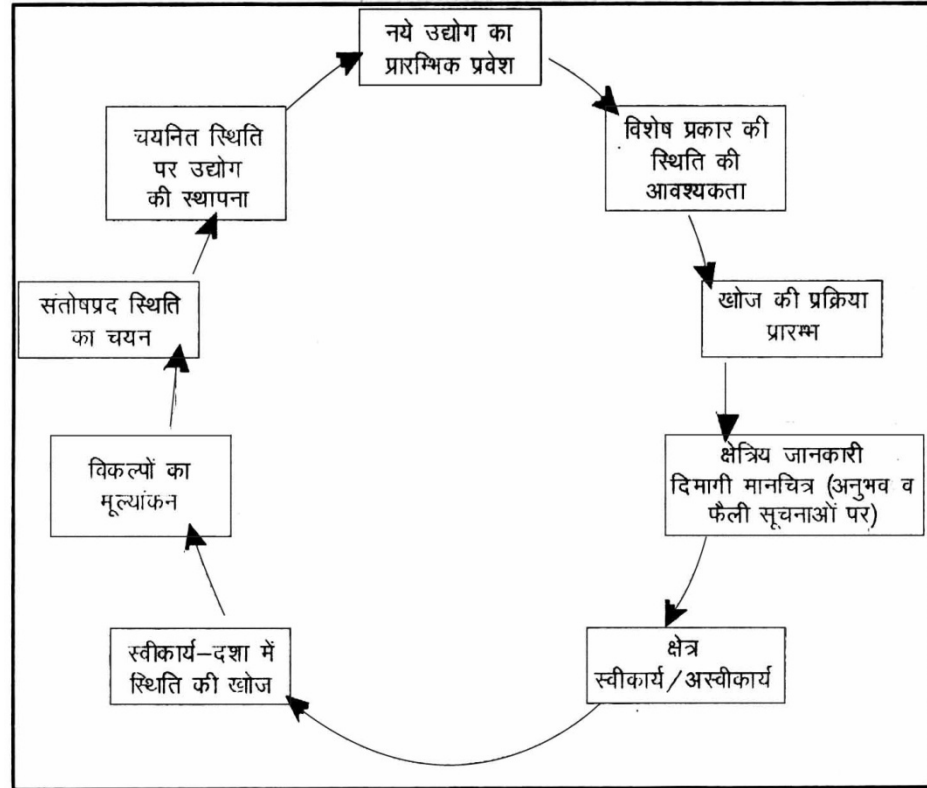 नये उद्योग का
प्रारम्भिक प्रवेश
विशेष प्रकार की
स्थिति की
आवश्यकता
खोज की प्रक्रिया
प्रारम्भ
क्षेत्रिय जानकारी
दिमागी मानचित्र (अनुभव व
फैली सूचनाओं पर)
क्षेत्र
स्वीकार्य/अस्वीकार्य
स्वीकार्य-दशा में
स्थिति की खोज
विकल्पों का
मूल्यांकन
संतोषप्रद स्थिति
का चयन
चयनित स्थिति
पर उद्योग
की स्थापना